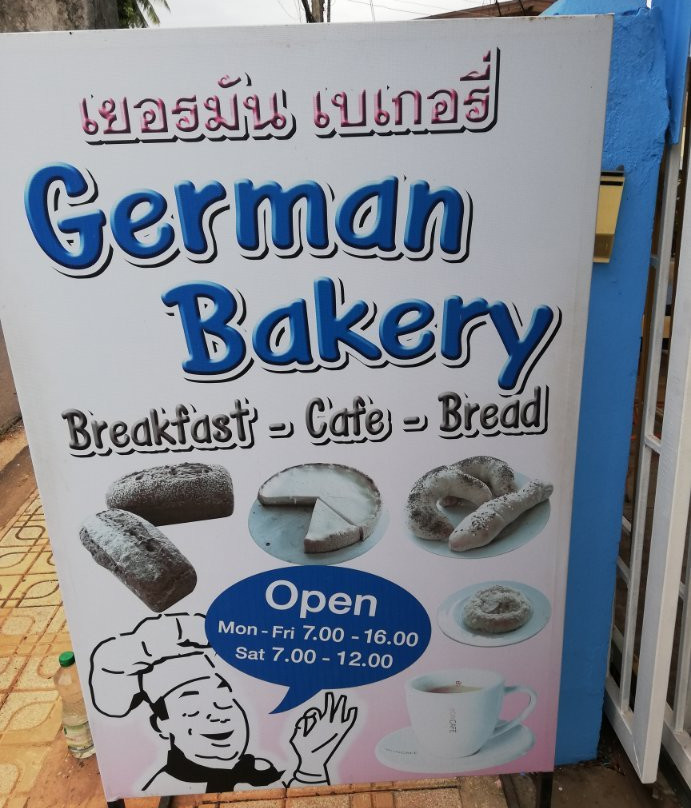 เยอรมัน เบเกอรี่
German
Bakery
Breakfast - Cafe - Bread
Open
Mon - Fri 7.00 - 16.00
Sat 7.00 - 12.00